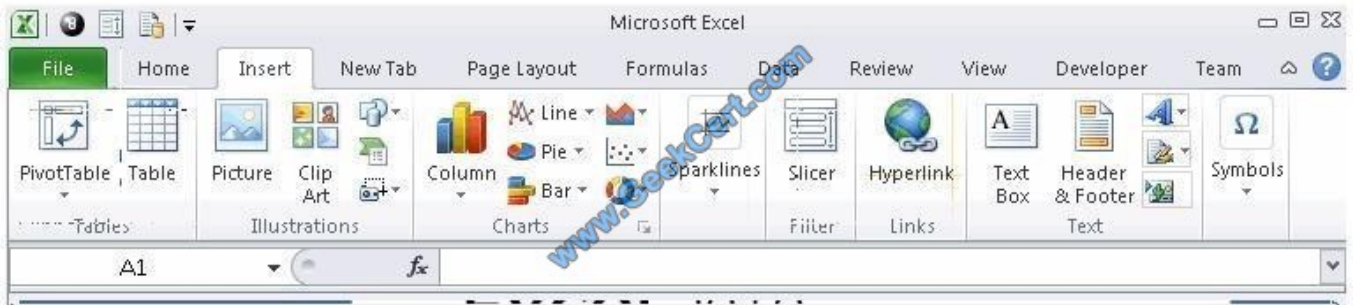 Microsoft Excel
File Home Insert New Tab Page Layout Formulas Data Review View Developer Team
PivotTable Table Picture Clip Art Column Line Pie Bar Sparklines Slicer Hyperlink Text Box Header & Footer Symbols
Tables Illustrations Charts Filter Links Text
A1 fx
www.GeekCert.com